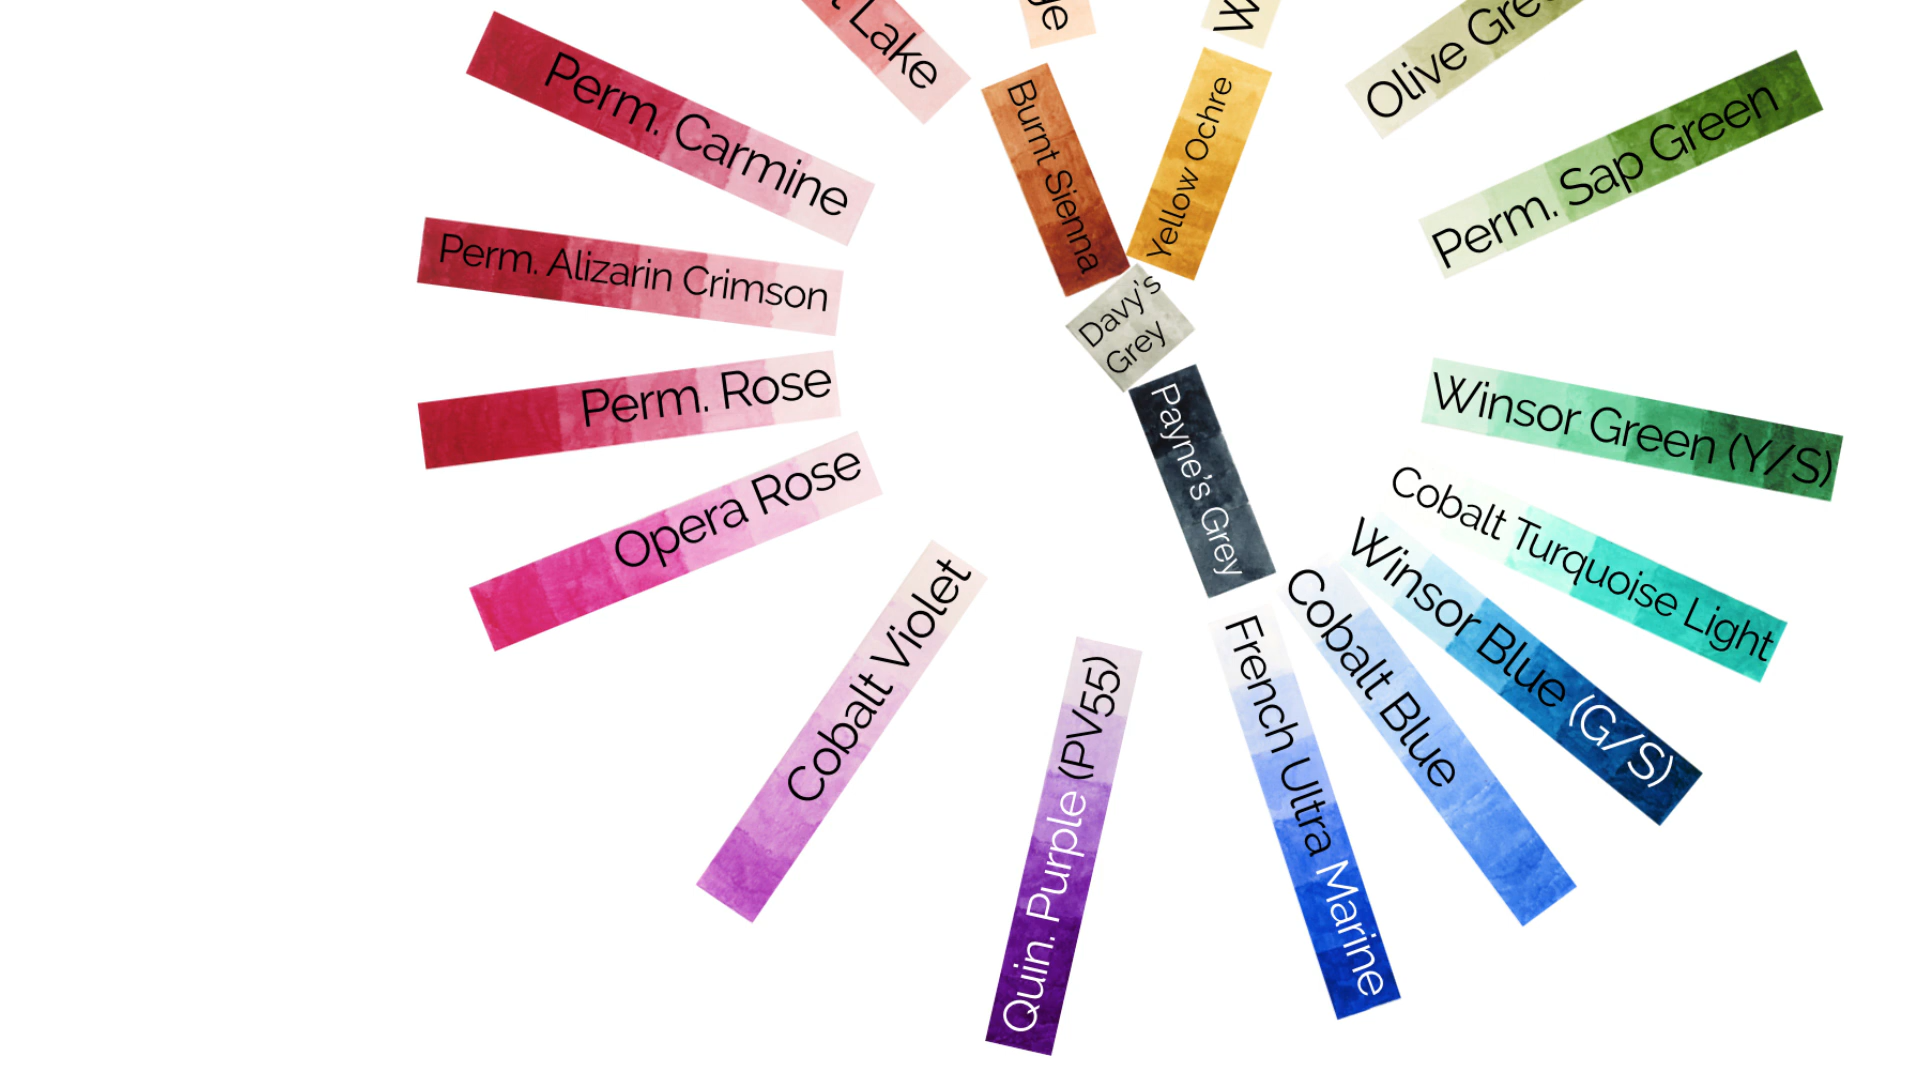 Lake
ge
W
Olive Gre
Perm. Carmine
Burnt Sienna
Yellow Ochre
Perm. Sap Green
Perm. Alizarin Crimson
Davy's
Grey
Perm. Rose
Payne's Grey
Winsor Green (Y/S)
Opera Rose
Cobalt Turquoise Light
Winsor Blue (G/S)
Cobalt Blue
French Ultra Marine
Cobalt Violet
Quin. Purple (PV55)